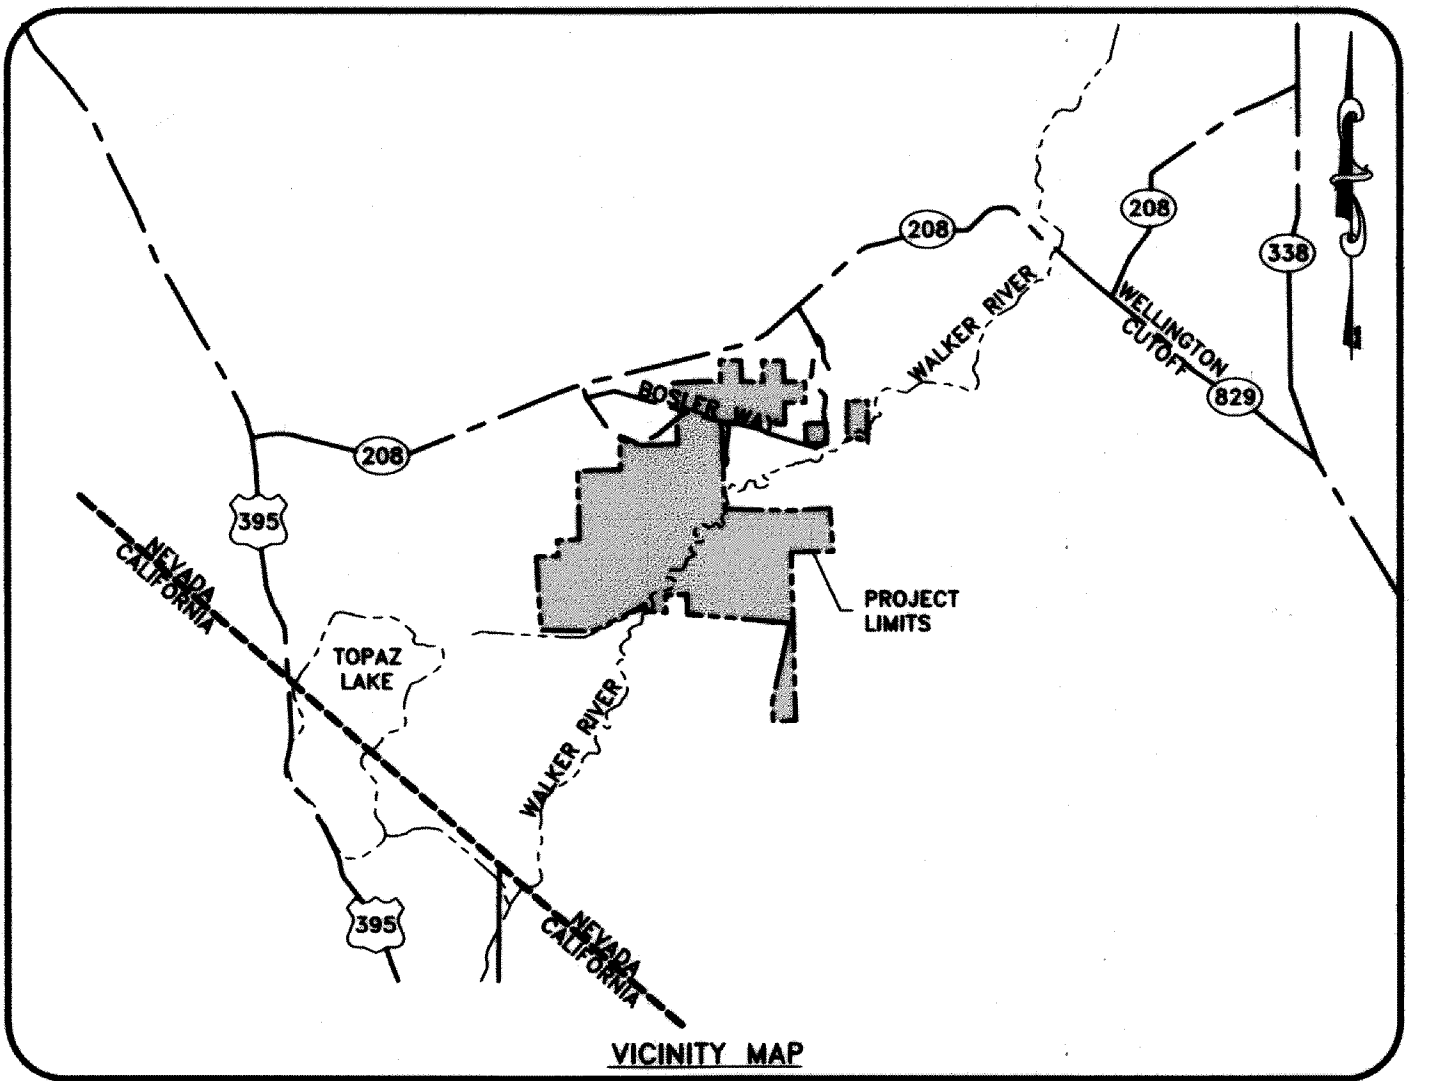 208
208
338
WALKER RIVER
WELLINGTON
CUTOFF
829
BOSLER WAY
208
395
NEVADA
CALIFORNIA
PROJECT
LIMITS
TOPAZ
LAKE
WALKER RIVER
395
NEVADA
CALIFORNIA
VICINITY MAP